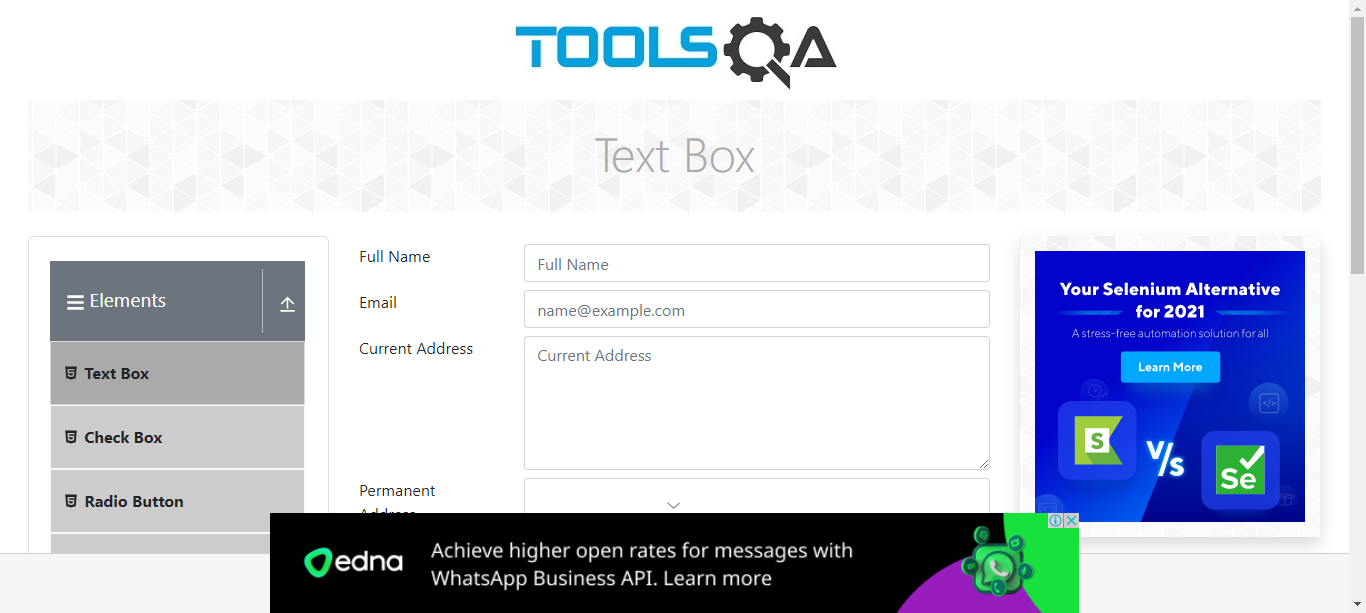 TOOLSQA
Text Box
Elements
Text Box
Check Box
Radio Button
Full Name
Full Name
Email
name@example.com
Current Address
Current Address
Permanent
Address
Your Selenium Alternative
for 2021
A stress-free automation solution for all
Learn More
S
V/s
Se
edna
Achieve higher open rates for messages with
WhatsApp Business API. Learn more